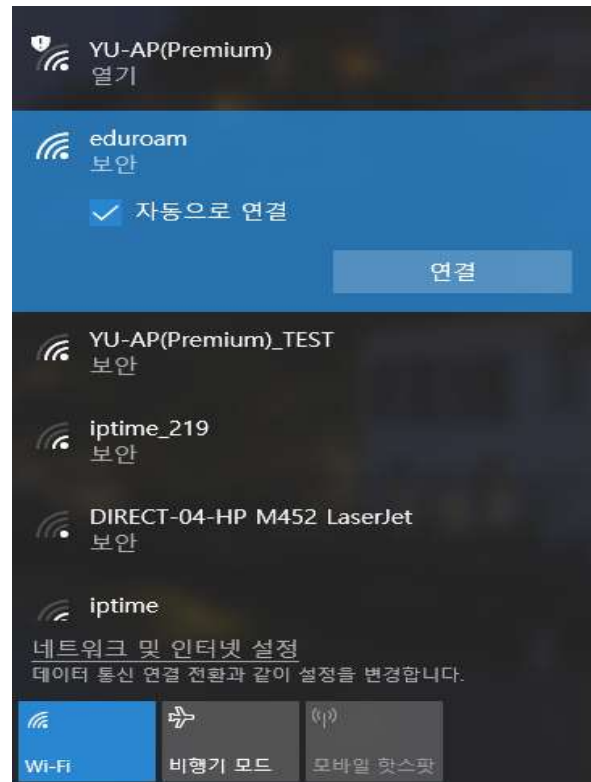 YU-AP(Premium)
열기
eduroam
보안
자동으로 연결
연결
YU-AP(Premium)_TEST
보안
iptime_219
보안
DIRECT-04-HP M452 LaserJet
보안
iptime
네트워크 및 인터넷 설정
데이터 통신 연결 전환과 같이 설정을 변경합니다.
Wi-Fi
비행기 모드
모바일 핫스팟